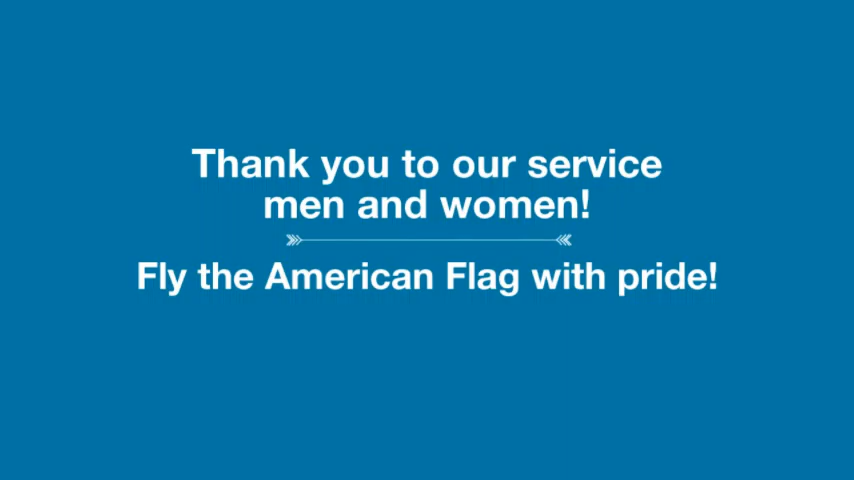 Thank you to our service
men and women!
Fly the American Flag with pride!